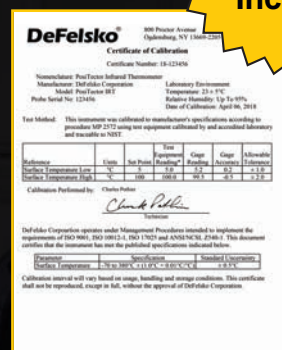 Inc
DeFelsko®
800 Proctor Avenue
Ogdensburg, NY 13669-2205
Certificate of Calibration
Certificate Number: 18-123456
Nomenclature: PosiTector Infrared Thermometer
Manufacturer: DeFelsko Corporation
Laboratory Environment
Model: PosiTector IRT
Temperature: 23 ± 5°C
Probe Serial No: 123456
Relative Humidity: Up To 95%
Date of Calibration: April 06, 2018
Test Method: This instrument was calibrated to manufacturer's specifications according to
procedure MP 2572 using test equipment calibrated by and accredited laboratory
and traceable to NIST.
Reference Units Set Point Test Equipment Reading* Gage Reading Gage Accuracy Allowable Tolerance
Surface Temperature Low °C 5 5.0 5.2 0.2 ± 1.0
Surface Temperature High °C 100 100.0 99.5 -0.5 ± 2.0
Calibration Performed by: Charles
Technician
DeFelsko Corporation operates under Management Procedures intended to implement the
requirements of ISO 9001, ISO 10012-1, ISO 17025 and ANSI/NCSL Z540-1. This document
certifies that the instrument has met the published specifications indicated below.
Parameter Specification Standard Uncertainty
Surface Temperature -70 to 380°C ± 0.5°C
Calibration interval will vary based on usage, handling and storage conditions. This certificate
shall not be reproduced, except in full, without the approval of DeFelsko Corporation